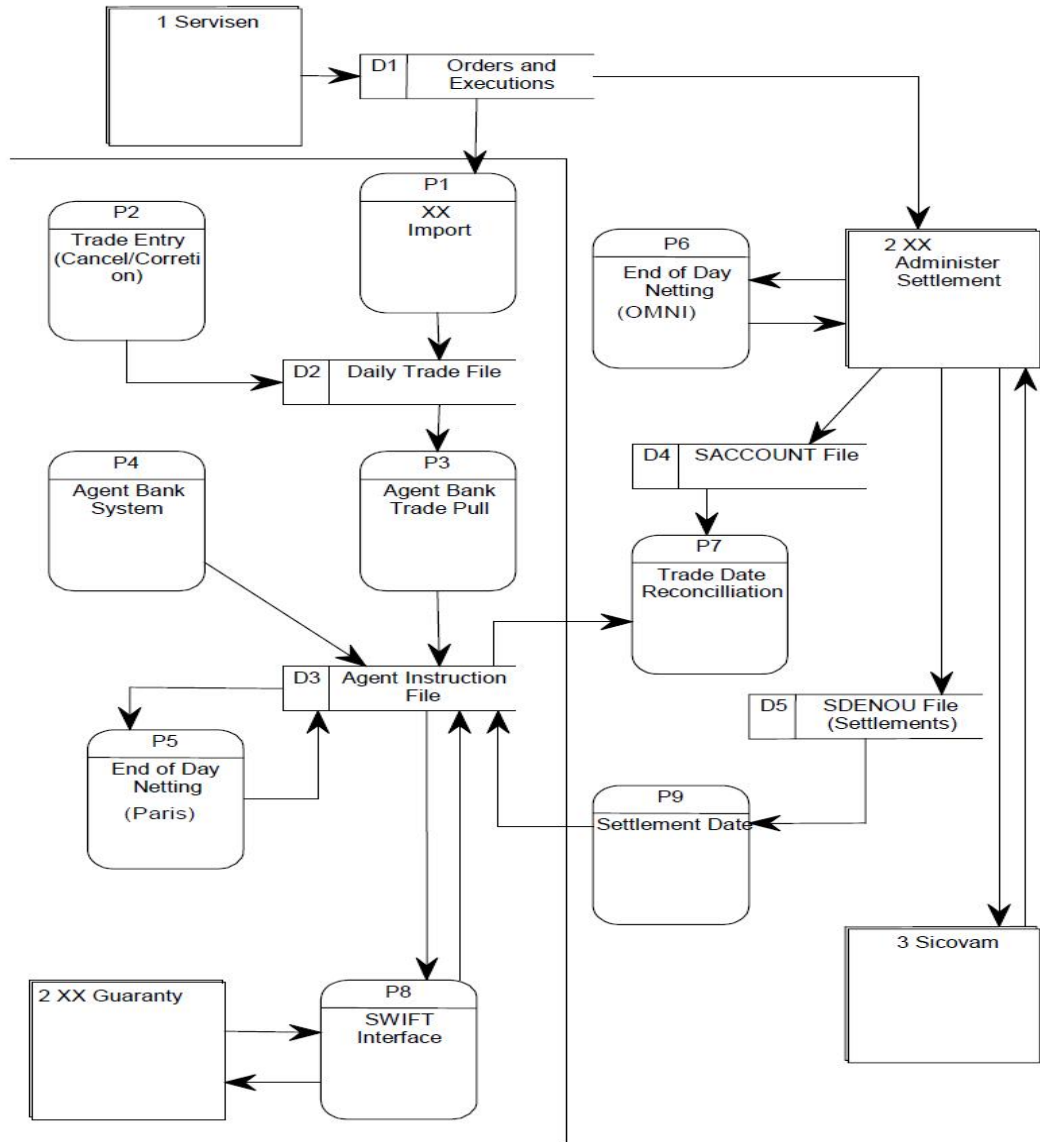 1 Servisen
D1
Orders and
Executions
P1
XX
Import
P2
Trade Entry
(Cancel/Correti
on)
P6
End of Day
Netting
(OMNI)
2 XX
Administer
Settlement
D2
Daily Trade File
P4
Agent Bank
System
P3
Agent Bank
Trade Pull
D4
SACCOUNT File
P7
Trade Date
Reconcilliation
D3
Agent Instruction
File
D5
SDENOU File
(Settlements)
P5
End of Day
Netting
(Paris)
P9
Settlement Date
3 Sicovam
2 XX Guaranty
P8
SWIFT
Interface